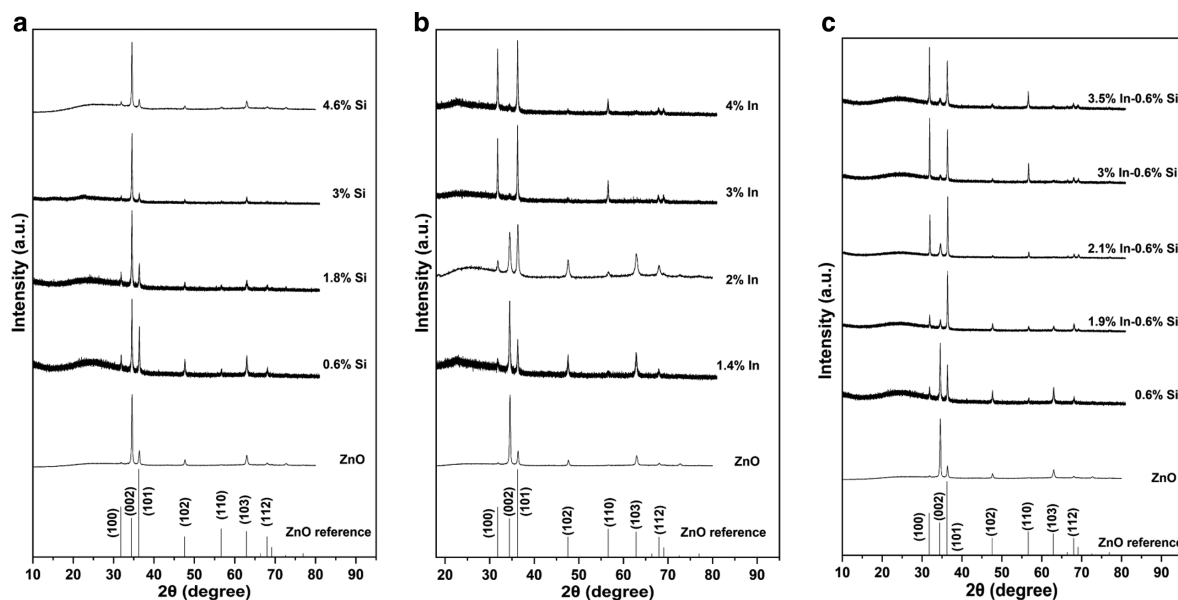 a
4.6% Si
3% Si
1.8% Si
0.6% Si
ZnO
(100)
(002)
(101)
(102)
(110)
(103)
(112)
ZnO reference
10 20 30 40 50 60 70 80 90
2θ (degree)
Intensity (a.u.)
b
4% In
3% In
2% In
1.4% In
ZnO
(100)
(002)
(101)
(102)
(110)
(103)
(112)
ZnO reference
20 30 40 50 60 70 80 90
2θ (degree)
Intensity (a.u.)
c
3.5% In-0.6% Si
3% In-0.6% Si
2.1% In-0.6% Si
1.9% In-0.6% Si
0.6% Si
ZnO
(100)
(002)
(101)
(102)
(110)
(103)
(112)
ZnO reference
10 20 30 40 50 60 70 80 90
2θ (degree)
Intensity (a.u.)